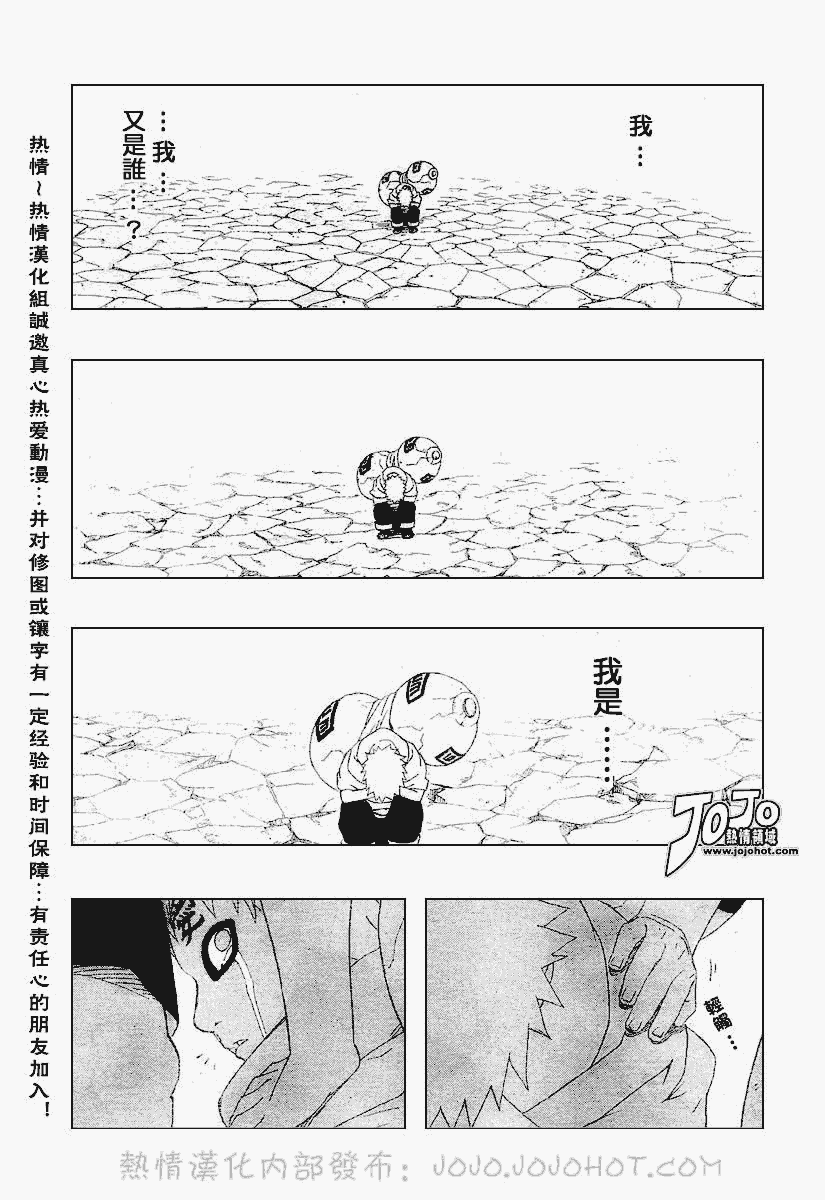 我…
…我…
又是誰…？
我是……
輕觸…
JOJO
熱情領域
www.jojohot.com
热情～热情漢化組誠邀真心热爱動漫…并对修图或镶字有一定经验和时间保障…有责任心的朋友加入！
熱情漢化内部發布：JOJO.JOJOHOT.COM